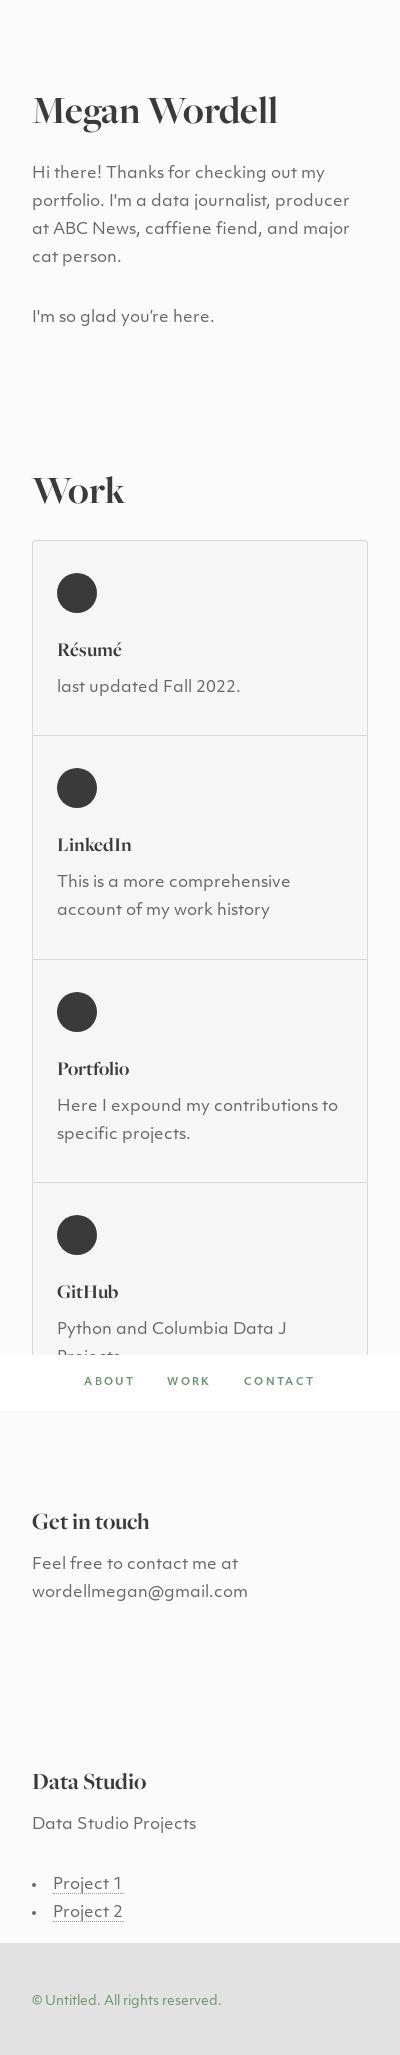 Megan Wordell
Hi there! Thanks for checking out my
portfolio. I'm a data journalist, producer
at ABC News, caffiene fiend, and major
cat person.
I'm so glad you're here.
Work
Résumé
last updated Fall 2022.
LinkedIn
This is a more comprehensive
account of my work history
Portfolio
Here I expound my contributions to
specific projects.
GitHub
Python and Columbia Data J
Projects
ABOUT WORK CONTACT
Get in touch
Feel free to contact me at
wordellmegan@gmail.com
Data Studio
Data Studio Projects
• Project 1
• Project 2
© Untitled. All rights reserved.